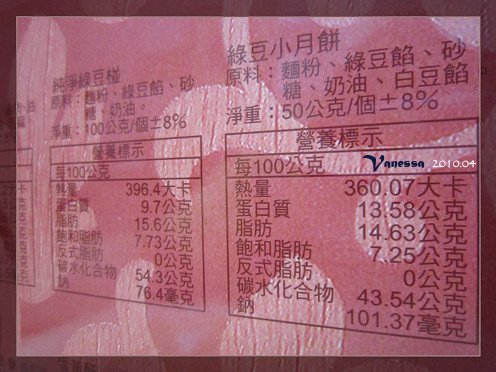 純淨綠豆椪
原料：麵粉、綠豆餡、砂
糖、奶油。
淨重：100公克/個±8%
營養標示
每100公克
熱量 396.4大卡
蛋白質 9.7公克
脂肪 15.6公克
飽和脂肪 7.73公克
反式脂肪 0公克
碳水化合物 54.3公克
鈉 76.4毫克
綠豆小月餅
原料：麵粉、綠豆餡、砂
糖、奶油、白豆餡
淨重：50公克/個±8%
營養標示
每100公克
熱量 360.07大卡
蛋白質 13.58公克
脂肪 14.63公克
飽和脂肪 7.25公克
反式脂肪 0公克
碳水化合物 43.54公克
鈉 101.37毫克
Vanessa 2010.04